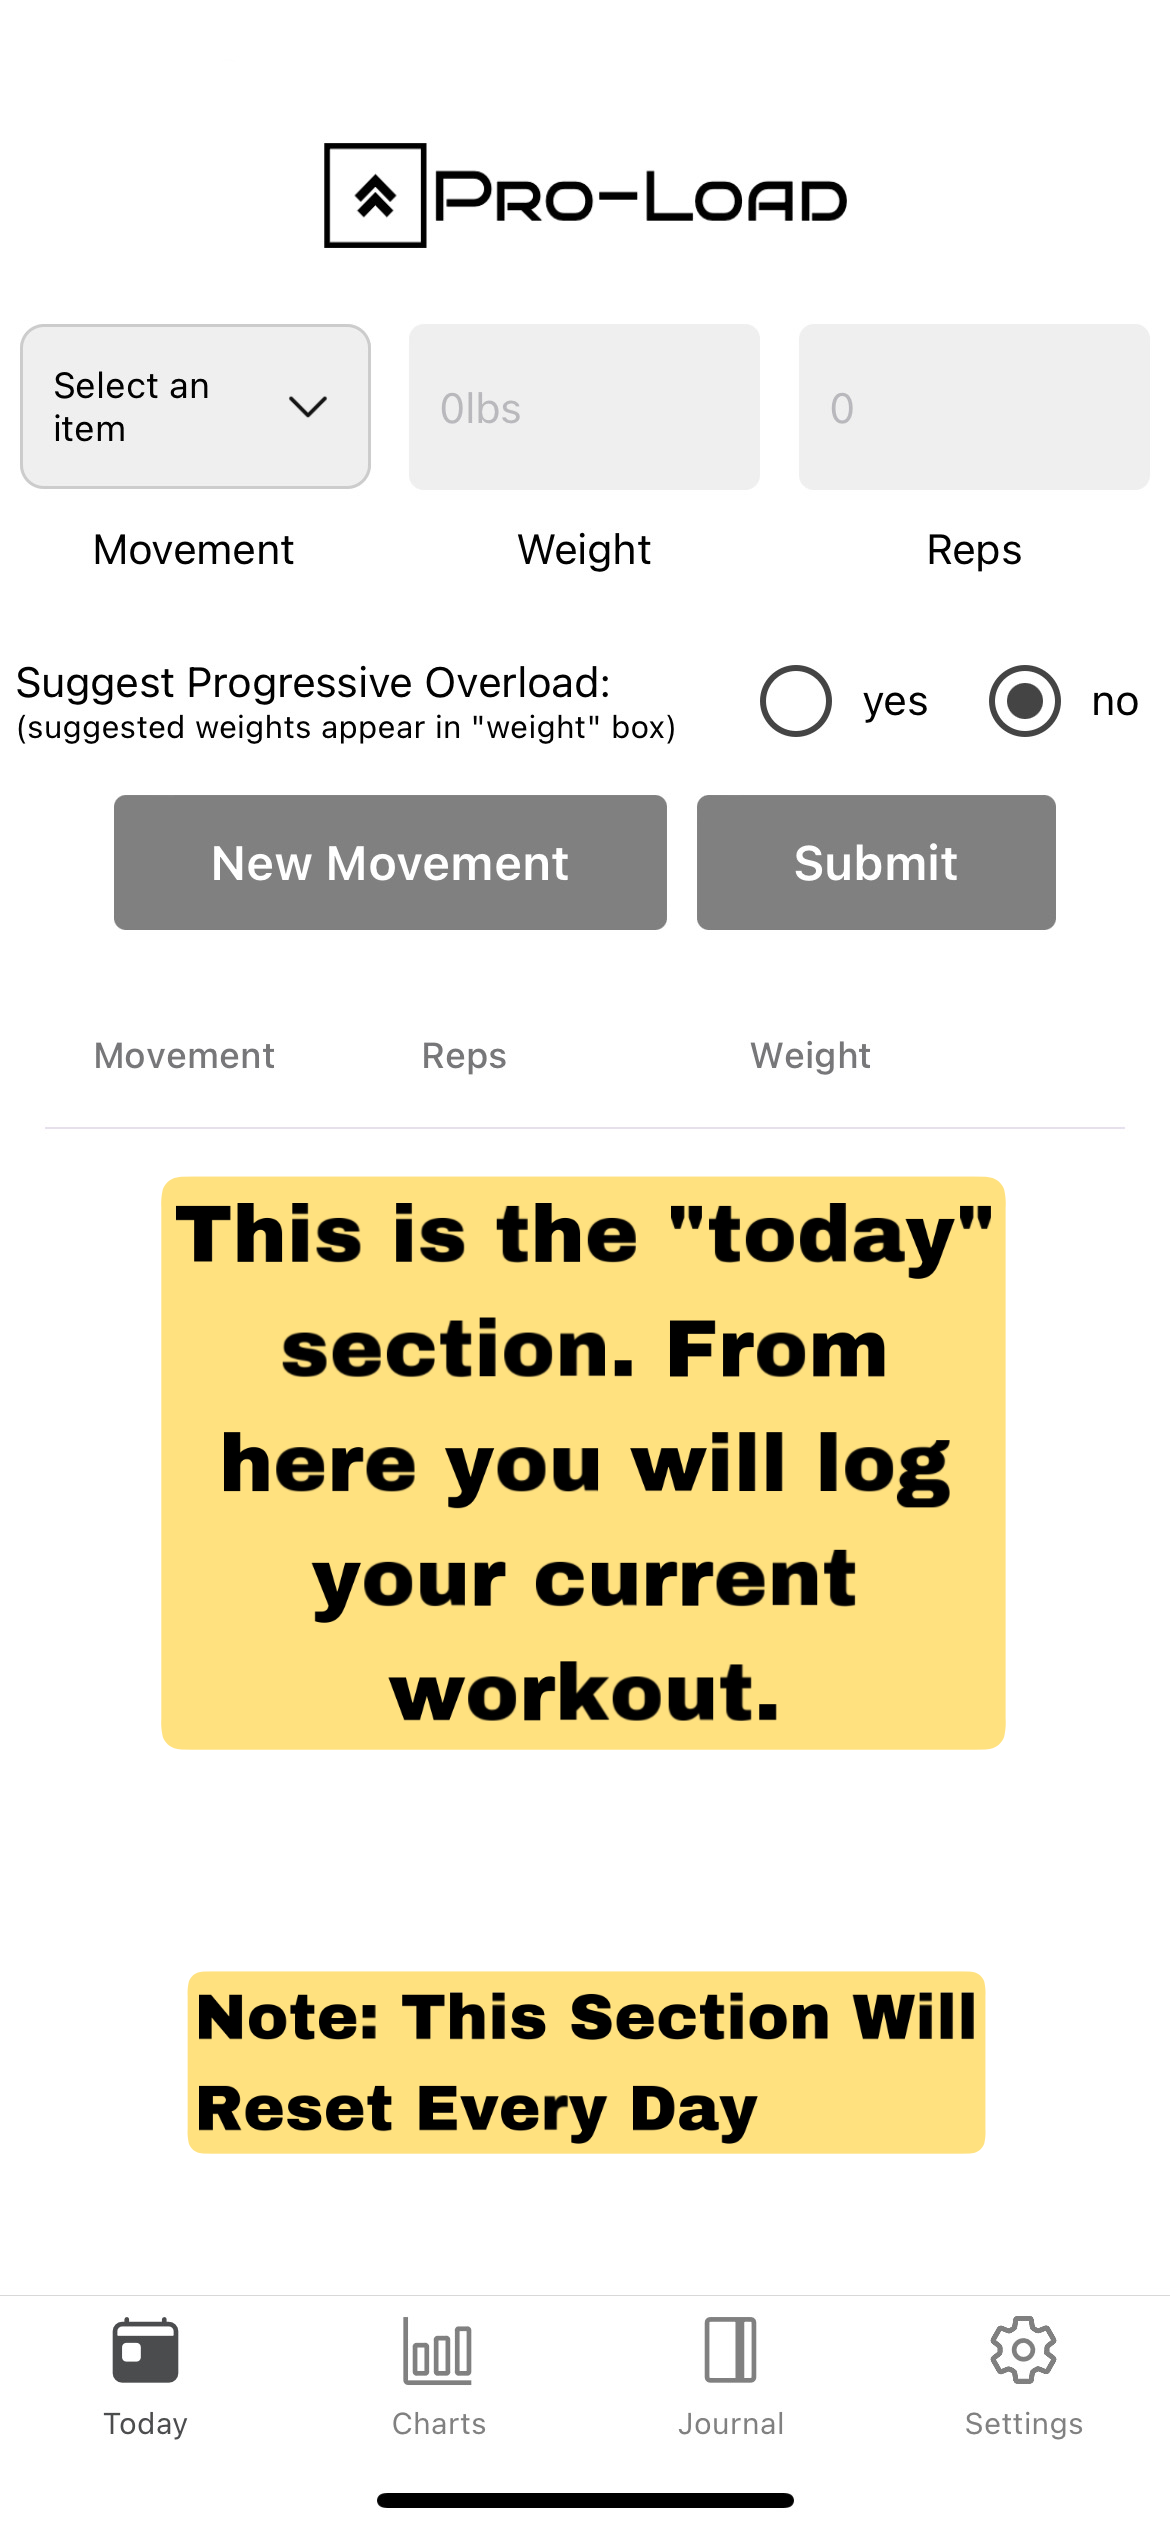 Pro-Load
Select an
item
0lbs
0
Movement
Weight
Reps
Suggest Progressive Overload:
(suggested weights appear in "weight" box)
yes
no
New Movement
Submit
Movement
Reps
Weight
This is the "today"
section. From
here you will log
your current
workout.
Note: This Section Will
Reset Every Day
Today
Charts
Journal
Settings